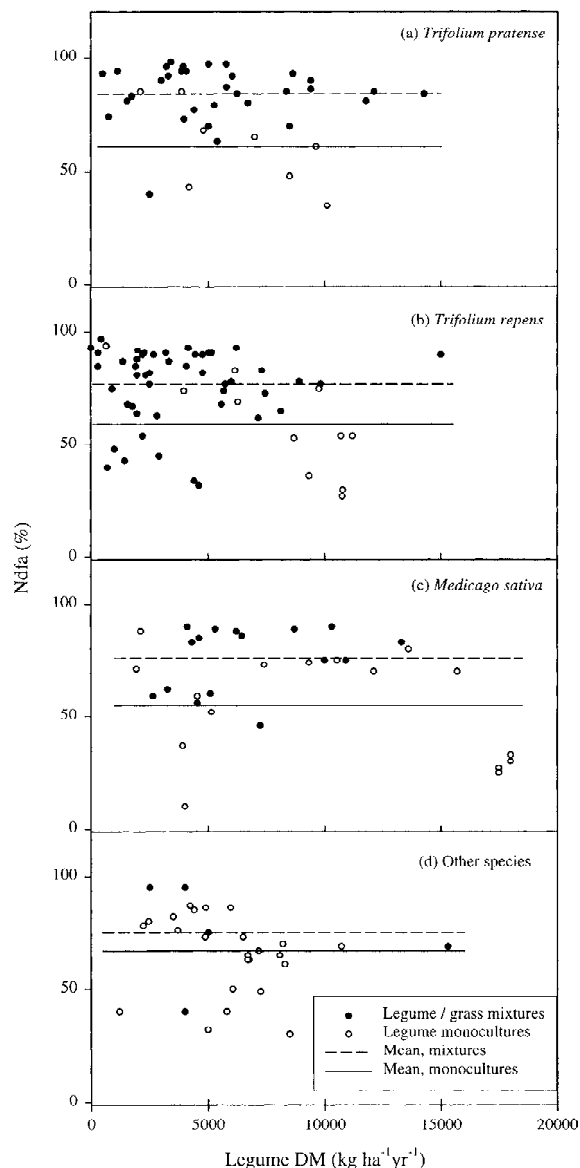 (a) Trifolium pratense
100
50
0
(b) Trifolium repens
100
50
0
Ndfa (%)
(c) Medicago sativa
100
50
0
(d) Other species
100
50
0
Legume / grass mixtures
Legume monocultures
Mean, mixtures
Mean, monocultures
0 5000 10000 15000 20000
Legume DM (kg ha⁻¹yr⁻¹)